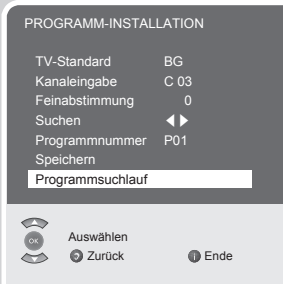 PROGRAMM-INSTALLATION
TV-Standard BG
Kanaleingabe C 03
Feinabstimmung 0
Suchen
Programmnummer P01
Speichern
Programmsuchlauf
OK Auswählen
Zurück i Ende